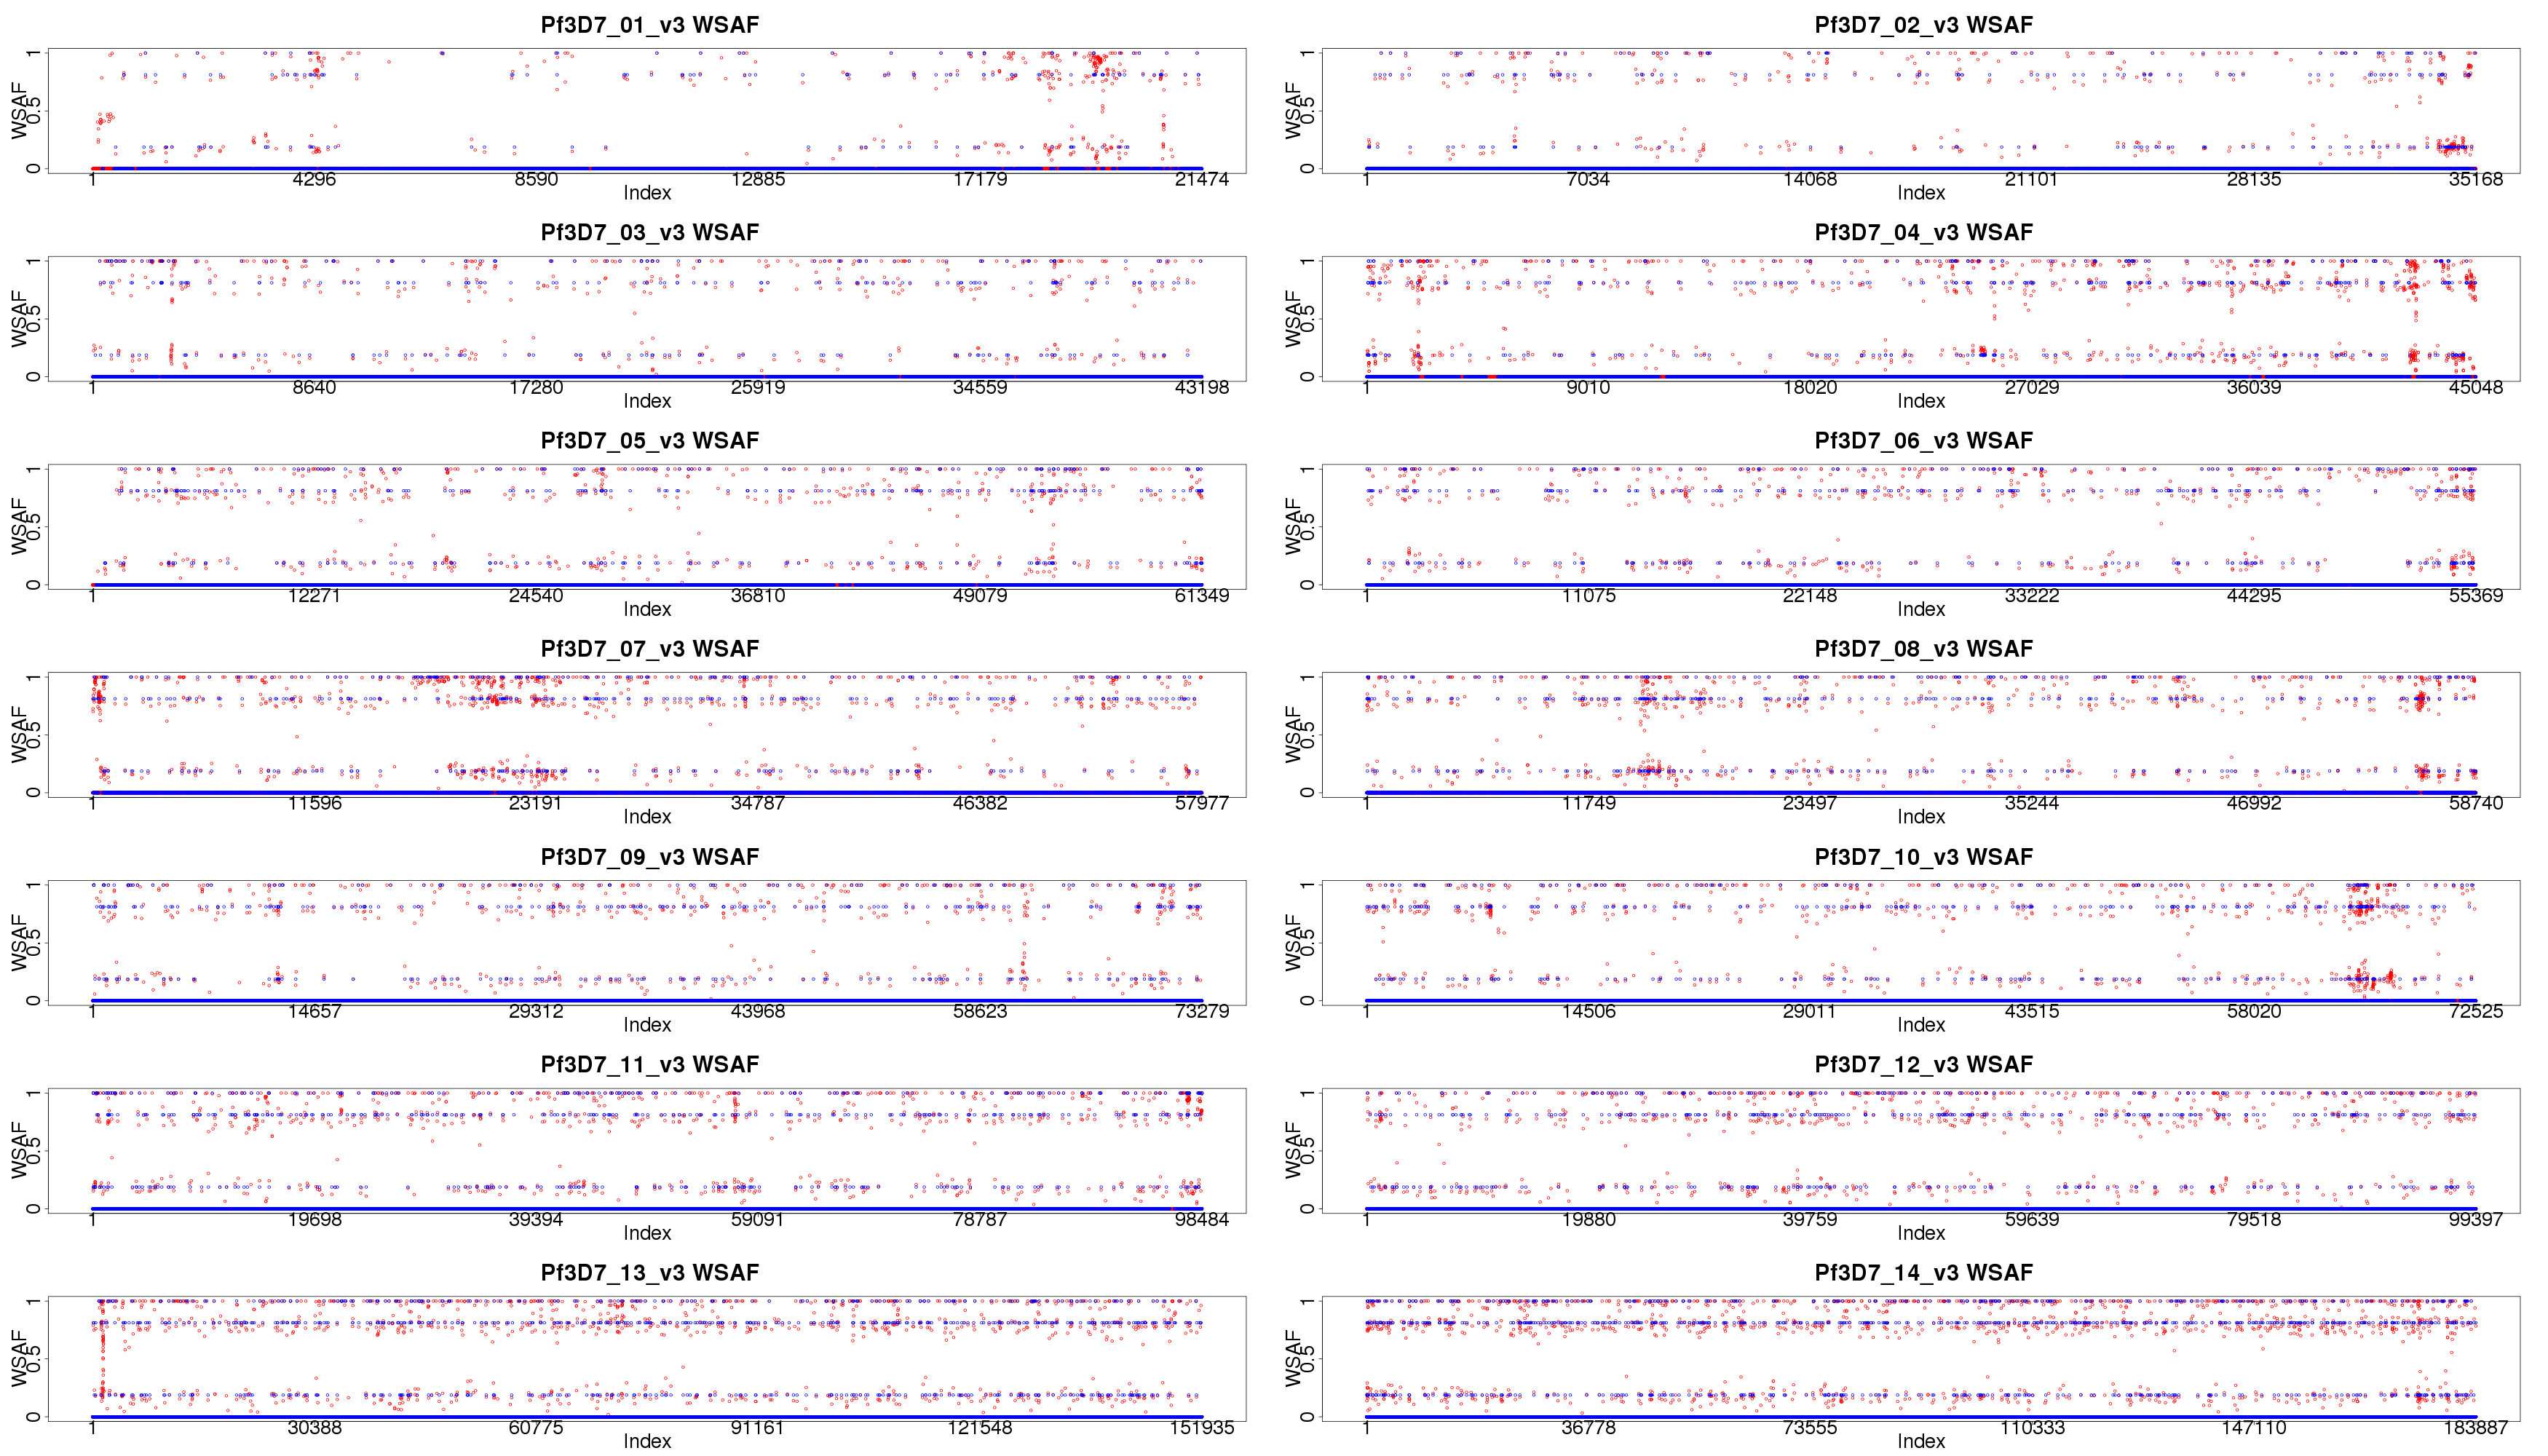 Pf3D7_01_v3 WSAF
WSAF
0 0.5 1
1 4296 8590 12885 17179 21474
Index
Pf3D7_02_v3 WSAF
WSAF
0 0.5 1
1 7034 14068 21101 28135 35168
Index
Pf3D7_03_v3 WSAF
WSAF
0 0.5 1
1 8640 17280 25919 34559 43198
Index
Pf3D7_04_v3 WSAF
WSAF
0 0.5 1
1 9010 18020 27029 36039 45048
Index
Pf3D7_05_v3 WSAF
WSAF
0 0.5 1
1 12271 24540 36810 49079 61349
Index
Pf3D7_06_v3 WSAF
WSAF
0 0.5 1
1 11075 22148 33222 44295 55369
Index
Pf3D7_07_v3 WSAF
WSAF
0 0.5 1
1 11596 23191 34787 46382 57977
Index
Pf3D7_08_v3 WSAF
WSAF
0 0.5 1
1 11749 23497 35244 46992 58740
Index
Pf3D7_09_v3 WSAF
WSAF
0 0.5 1
1 14657 29312 43968 58623 73279
Index
Pf3D7_10_v3 WSAF
WSAF
0 0.5 1
1 14506 29011 43515 58020 72525
Index
Pf3D7_11_v3 WSAF
WSAF
0 0.5 1
1 19698 39394 59091 78787 98484
Index
Pf3D7_12_v3 WSAF
WSAF
0 0.5 1
1 19880 39759 59639 79518 99397
Index
Pf3D7_13_v3 WSAF
WSAF
0 0.5 1
1 30388 60775 91161 121548 151935
Index
Pf3D7_14_v3 WSAF
WSAF
0 0.5 1
1 36778 73555 110333 147110 183887
Index